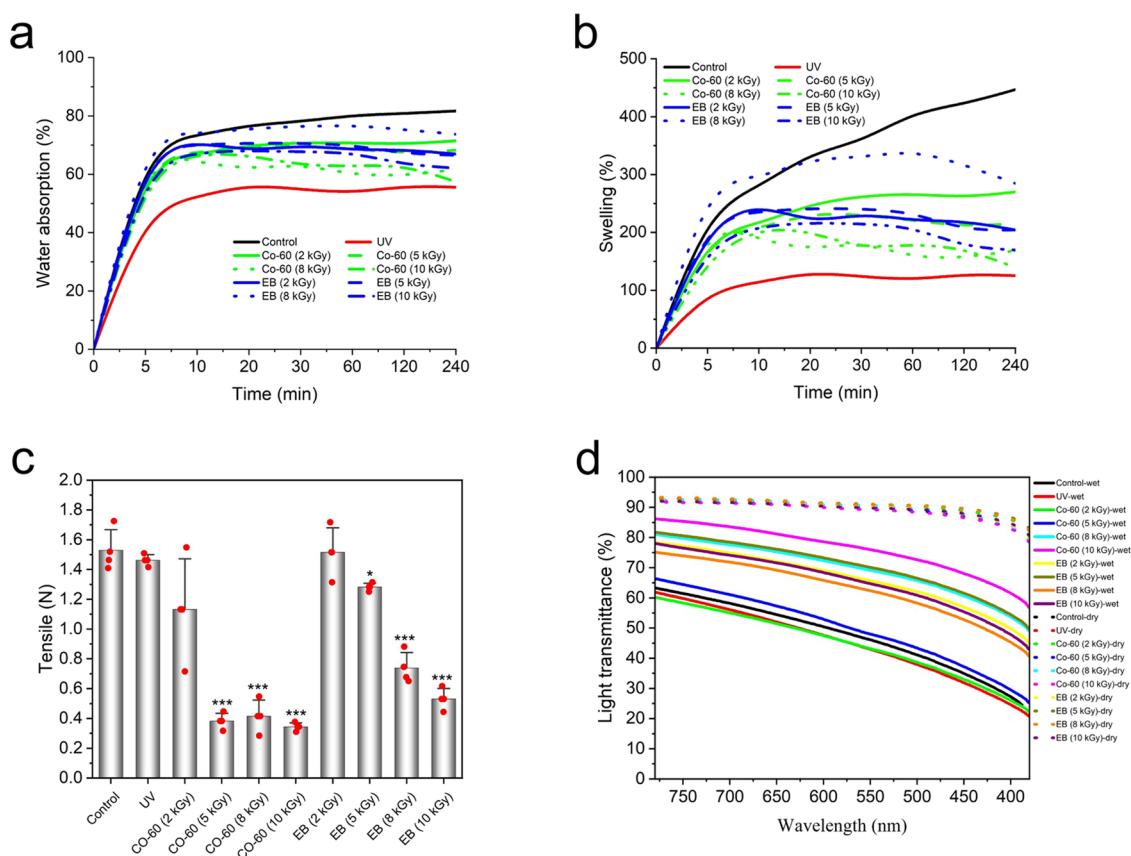 a
Water absorption (%)
100
80
60
40
20
0
Control
UV
Co-60 (2 kGy)
Co-60 (5 kGy)
Co-60 (8 kGy)
Co-60 (10 kGy)
EB (2 kGy)
EB (5 kGy)
EB (8 kGy)
EB (10 kGy)
0 5 10 20 30 60 120 240
Time (min)
b
Swelling (%)
500
450
300
250
200
150
100
0
Control
UV
Co-60 (2 kGy)
Co-60 (5 kGy)
Co-60 (8 kGy)
Co-60 (10 kGy)
EB (2 kGy)
EB (5 kGy)
EB (8 kGy)
EB (10 kGy)
0 5 10 20 30 60 120 240
Time (min)
c
Tensile (N)
2.0
1.8
1.6
1.4
1.2
1.0
0.8
0.6
0.4
0.2
0.0
***
***
***
*
***
***
Control
UV
CO-60 (2 kGy)
CO-60 (5 kGy)
CO-60 (8 kGy)
CO-60 (10 kGy)
EB (2 kGy)
EB (5 kGy)
EB (8 kGy)
EB (10 kGy)
d
Light transmittance (%)
100
90
80
70
60
50
40
30
20
10
0
750 700 650 600 550 500 450 400
Wavelength (nm)
Control-wet
UV-wet
Co-60 (2 kGy)-wet
Co-60 (5 kGy)-wet
Co-60 (8 kGy)-wet
Co-60 (10 kGy)-wet
EB (2 kGy)-wet
EB (5 kGy)-wet
EB (8 kGy)-wet
EB (10 kGy)-wet
Control-dry
UV-dry
Co-60 (2 kGy)-dry
Co-60 (5 kGy)-dry
Co-60 (8 kGy)-dry
Co-60 (10 kGy)-dry
EB (2 kGy)-dry
EB (5 kGy)-dry
EB (8 kGy)-dry
EB (10 kGy)-dry